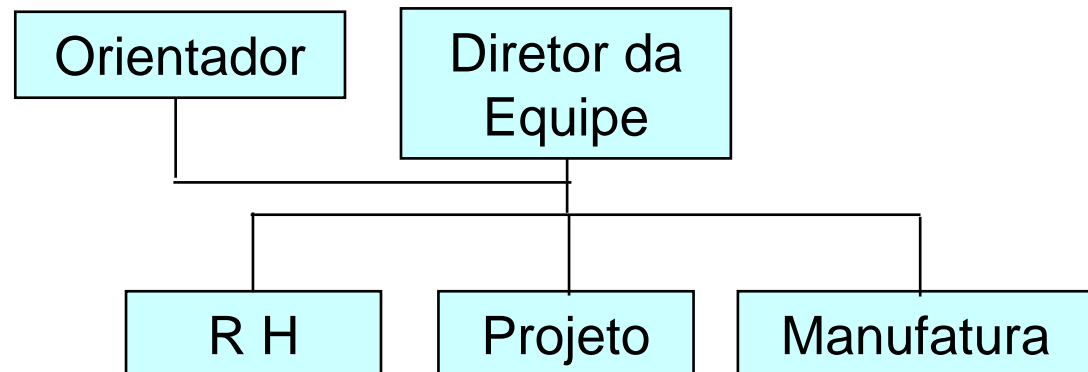 Orientador
Diretor da
Equipe
R H
Projeto
Manufatura